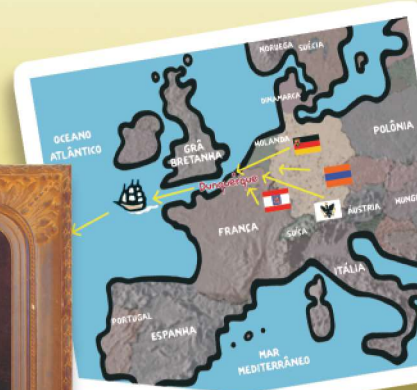 NORUEGA
SUÉCIA
DINAMARCA
OCEANO
ATLÂNTICO
GRÃ
BRETANHA
HOLANDA
POLÔNIA
Dunquerque
FRANÇA
ÁUSTRIA
SUÍÇA
ITÁLIA
PORTUGAL
ESPANHA
MAR
MEDITERRÂNEO